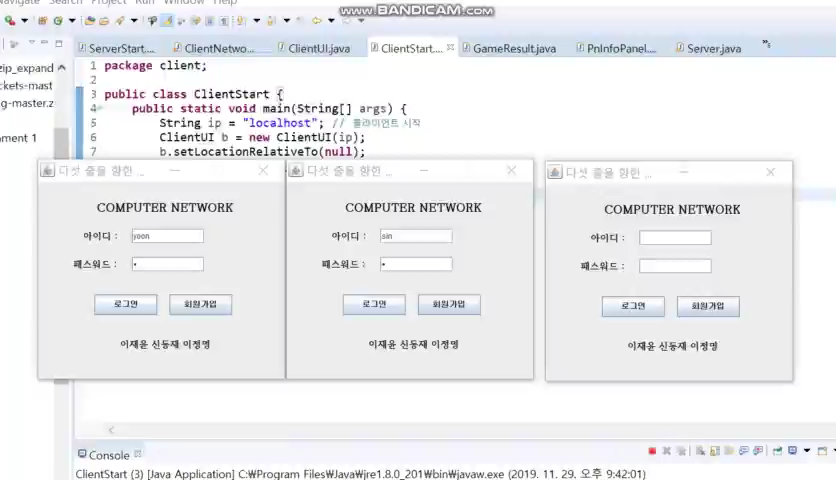 www.BANDICAM.com
Navigate Search Project Run Window Help
ServerStart.... ClientNetwo... ClientUI.java ClientStart.... GameResult.java PnInfoPanel.... Server.java
zip_expand
ckets-mast
g-master.z
nment 1
1 package client;
2
3 public class ClientStart {
4 public static void main(String[] args) {
5 String ip = "localhost"; // 클라이언트 시작
6 ClientUI b = new ClientUI(ip);
7 b.setLocationRelativeTo(null);
다섯 줄을 향한 ...
COMPUTER NETWORK
아이디 : yoon
패스워드 : •
로그인 회원가입
이재윤 신동재 이정명
다섯 줄을 향한 ...
COMPUTER NETWORK
아이디 : sin
패스워드 : •
로그인 회원가입
이재윤 신동재 이정명
다섯 줄을 향한 ...
COMPUTER NETWORK
아이디 :
패스워드 :
로그인 회원가입
이재윤 신동재 이정명
Console
ClientStart (3) [Java Application] C:₩Program Files₩Java₩jre1.8.0_201₩bin₩javaw.exe (2019. 11. 29. 오후 9:42:01)